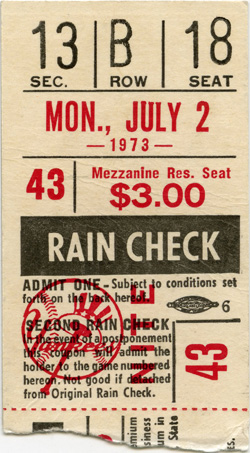 13 B 18
SEC. ROW SEAT
MON., JULY 2
— 1973 —
43 Mezzanine Res. Seat
$3.00
RAIN CHECK
ADMIT ONE - Subject to conditions set
forth on the back hereof.
6
SECOND RAIN CHECK
In the event of a postponement
this coupon will admit the
holder to the game numbered
hereon. Not good if detached
from Original Rain Check.
Yankees
NITE
43
State